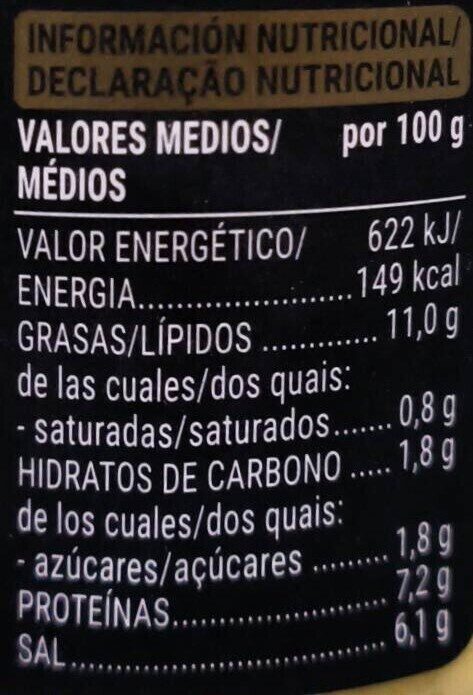 INFORMACIÓN NUTRICIONAL/
DECLARAÇÃO NUTRICIONAL
VALORES MEDIOS/ por 100 g
MÉDIOS
VALOR ENERGÉTICO/ 622 kJ/
ENERGIA..................... 149 kcal
GRASAS/LÍPIDOS ............ 11,0 g
de las cuales/dos quais:
- saturadas/saturados....... 0,8 g
HIDRATOS DE CARBONO ..... 1,8 g
de los cuales/dos quais:
- azúcares/açúcares ......... 1,8 g
PROTEÍNAS..................... 7,2 g
SAL............................... 6,1 g